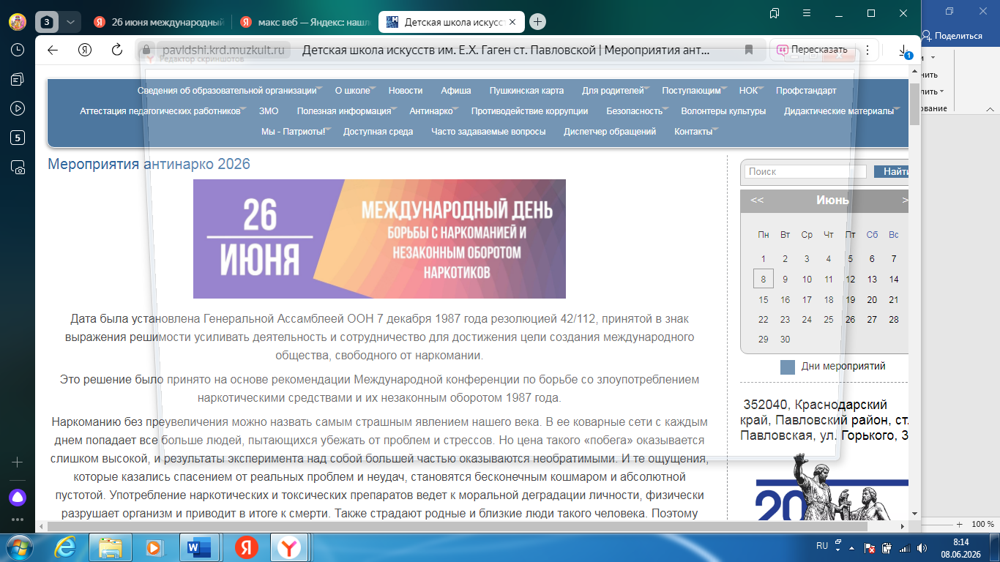 3
26 июня международный
макс веб — Яндекс: нашл
Детская школа искусст
Поделиться
pavldshi.krd.muzkult.ru
Детская школа искусств им. Е.Х. Гаген ст. Павловской | Мероприятия ант...
Пересказать
1
Редактор скриншотов
Сведения об образовательной организации
О школе
Новости
Афиша
Пушкинская карта
Для родителей
Поступающим
НОК
Профстандарт
Аттестация педагогических работников
ЗМО
Полезная информация
Антинарко
Противодействие коррупции
Безопасность
Волонтеры культуры
Дидактические материалы
Мы - Патриоты!
Доступная среда
Часто задаваемые вопросы
Диспетчер обращений
Контакты
5
Мероприятия антинарко 2026
26
ИЮНЯ
МЕЖДУНАРОДНЫЙ ДЕНЬ
БОРЬБЫ С НАРКОМАНИЕЙ И
НЕЗАКОННЫМ ОБОРОТОМ
НАРКОТИКОВ
Дата была установлена Генеральной Ассамблеей ООН 7 декабря 1987 года резолюцией 42/112, принятой в знак
выражения решимости усиливать деятельность и сотрудничество для достижения цели создания международного
общества, свободного от наркомании.
Это решение было принято на основе рекомендации Международной конференции по борьбе со злоупотреблением
наркотическими средствами и их незаконным оборотом 1987 года.
Наркоманию без преувеличения можно назвать самым страшным явлением нашего века. В ее коварные сети с каждым
днем попадает все больше людей, пытающихся убежать от проблем и стрессов. Но цена такого «побега» оказывается
слишком высокой, и результаты эксперимента над собой большей частью оказываются необратимыми. И те ощущения,
которые казались спасением от реальных проблем и неудач, становятся бесконечным кошмаром и абсолютной
пустотой. Употребление наркотических и токсических препаратов ведет к моральной деградации личности, физически
разрушает организм и приводит в итоге к смерти. Также страдают родные и близкие люди такого человека. Поэтому
Поиск
Найти
<< Июнь >
Пн Вт Ср Чт Пт Сб Вс
1 2 3 4 5 6 7
8 9 10 11 12 13 14
15 16 17 18 19 20 21
22 23 24 25 26 27 28
29 30
Дни мероприятий
352040, Краснодарский
край, Павловский район, ст.
Павловская, ул. Горького, 3
20
100 %
RU
8:14
08.06.2026